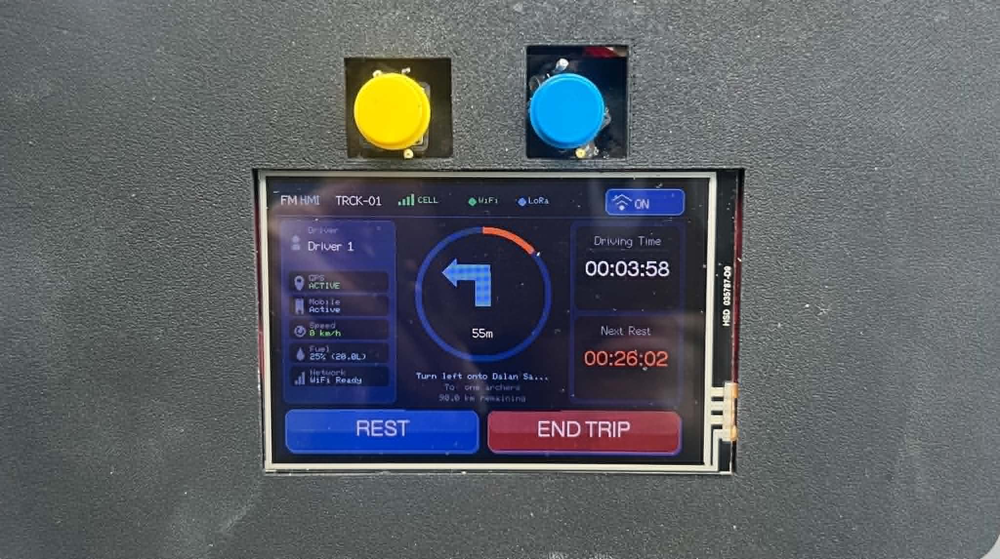 FM HMI TRCK-01 CELL WiFi LoRa ON
Driver
Driver 1
GPS
ACTIVE
Mobile
Active
Speed
0 km/h
Fuel
25% (20.0L)
Network
WiFi Ready
55m
Turn left onto Dalan Sa...
To: one archers
90.0 km remaining
Driving Time
00:03:58
Next Rest
00:26:02
REST
END TRIP
HSD 035787-D9